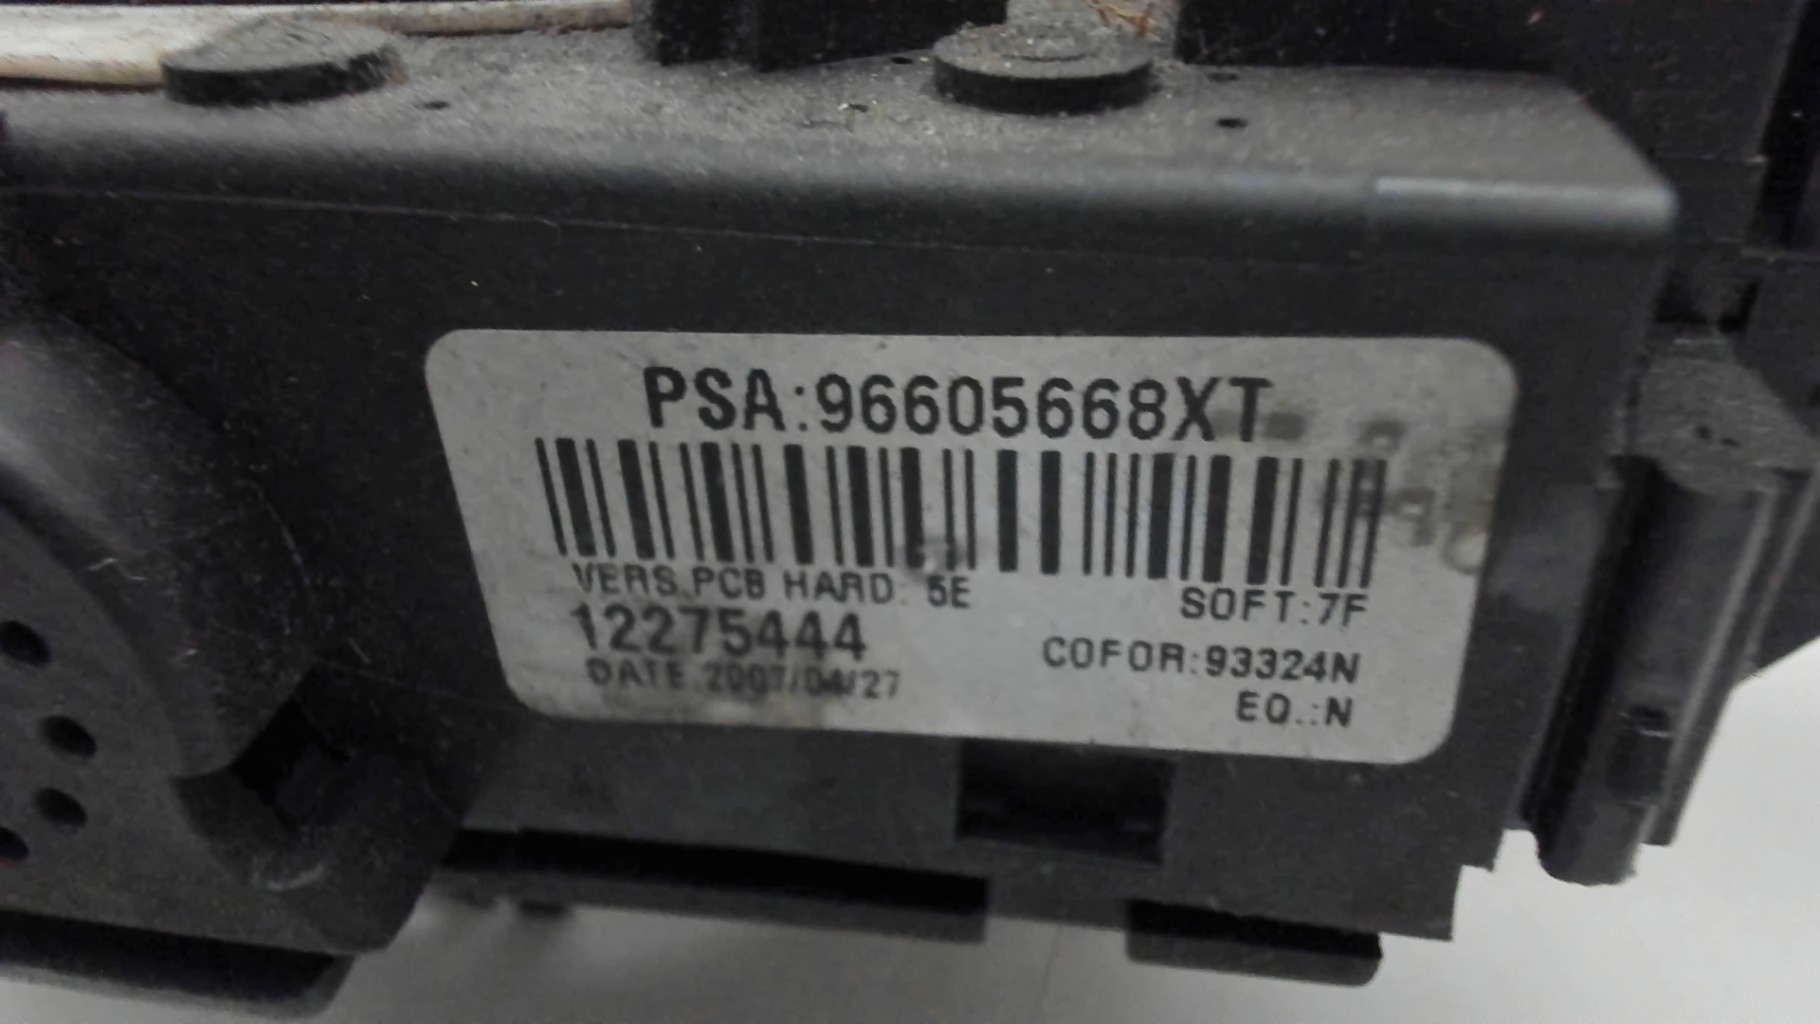 PSA:96605668XT
VERS.PCB HARD: 5E SOFT:7F
12275444
COFOR:93324N
DATE 2007/04/27
EQ.:N